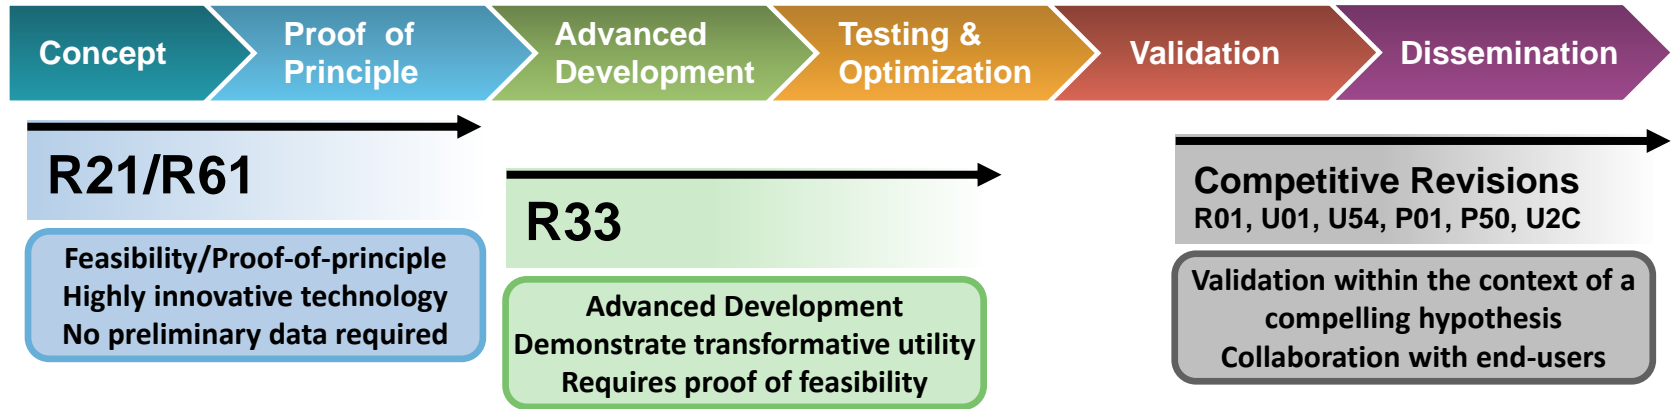 Concept
Proof of
Principle
Advanced
Development
Testing &
Optimization
Validation
Dissemination
R21/R61
Feasibility/Proof-of-principle
Highly innovative technology
No preliminary data required
R33
Advanced Development
Demonstrate transformative utility
Requires proof of feasibility
Competitive Revisions
R01, U01, U54, P01, P50, U2C
Validation within the context of a
compelling hypothesis
Collaboration with end-users